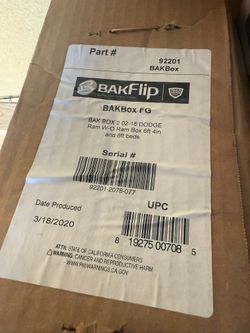 Part #
92201
BAKBox
BAKFlip
BAKBox FG
BAK BOX 2 02-18 DODGE
Ram W-O Ram Box 6ft 4in
and 8ft beds
Serial #
92201-2078-077
Date Produced
3/18/2020
UPC
8 19275 00708 5
ATTN: STATE OF CALIFORNIA CONSUMERS
WARNING: CANCER AND REPRODUCTIVE HARM
WWW.P65WARNINGS.CA.GOV